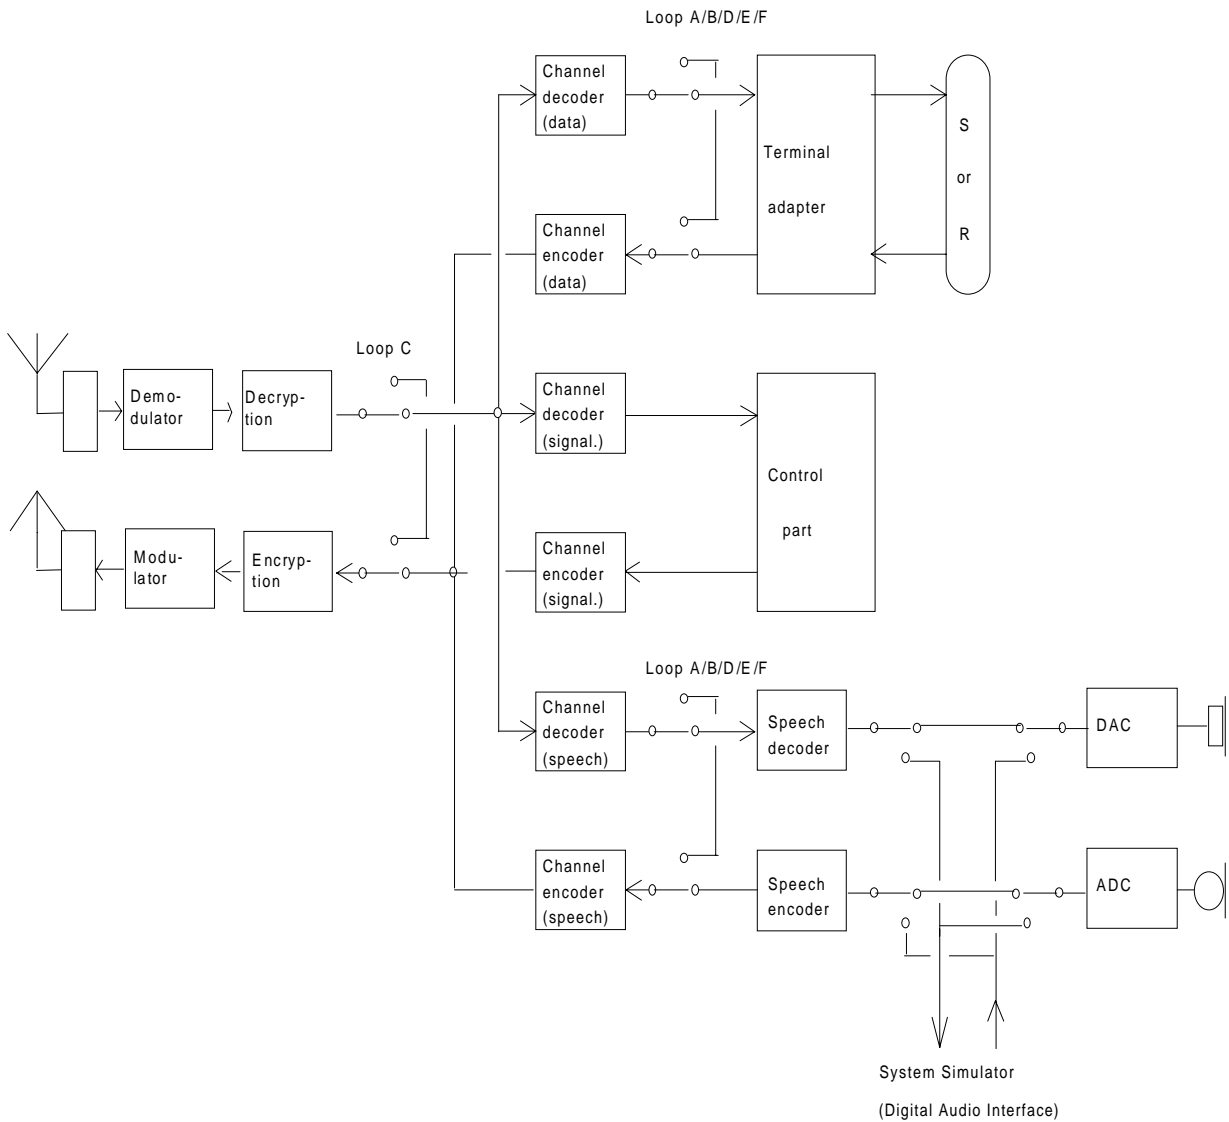 Loop A/B/D/E/F
Channel
decoder
(data)
Terminal
adapter
S
or
R
Channel
encoder
(data)
Loop C
Demo-
dulator
Decryp-
tion
Channel
decoder
(signal.)
Control
part
Modu-
lator
Encryp-
tion
Channel
encoder
(signal.)
Loop A/B/D/E/F
Channel
decoder
(speech)
Speech
decoder
DAC
Channel
encoder
(speech)
Speech
encoder
ADC
System Simulator
(Digital Audio Interface)